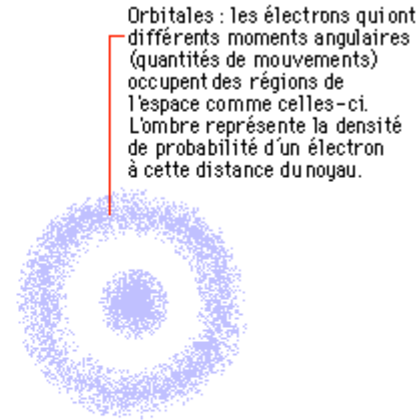 Orbitales : les électrons qui ont
différents moments angulaires
(quantités de mouvements)
occupent des régions de
l'espace comme celles-ci.
L'ombre représente la densité
de probabilité d'un électron
à cette distance du noyau.